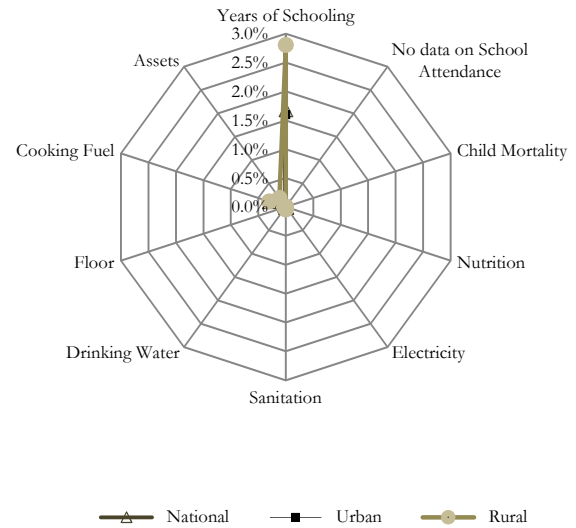 Years of Schooling
3.0%
No data on School
Attendance
Assets
2.5%
2.0%
1.5%
Cooking Fuel
1.0%
Child Mortality
0.5%
0.0%
Floor
Nutrition
Drinking Water
Electricity
Sanitation
National
Urban
Rural